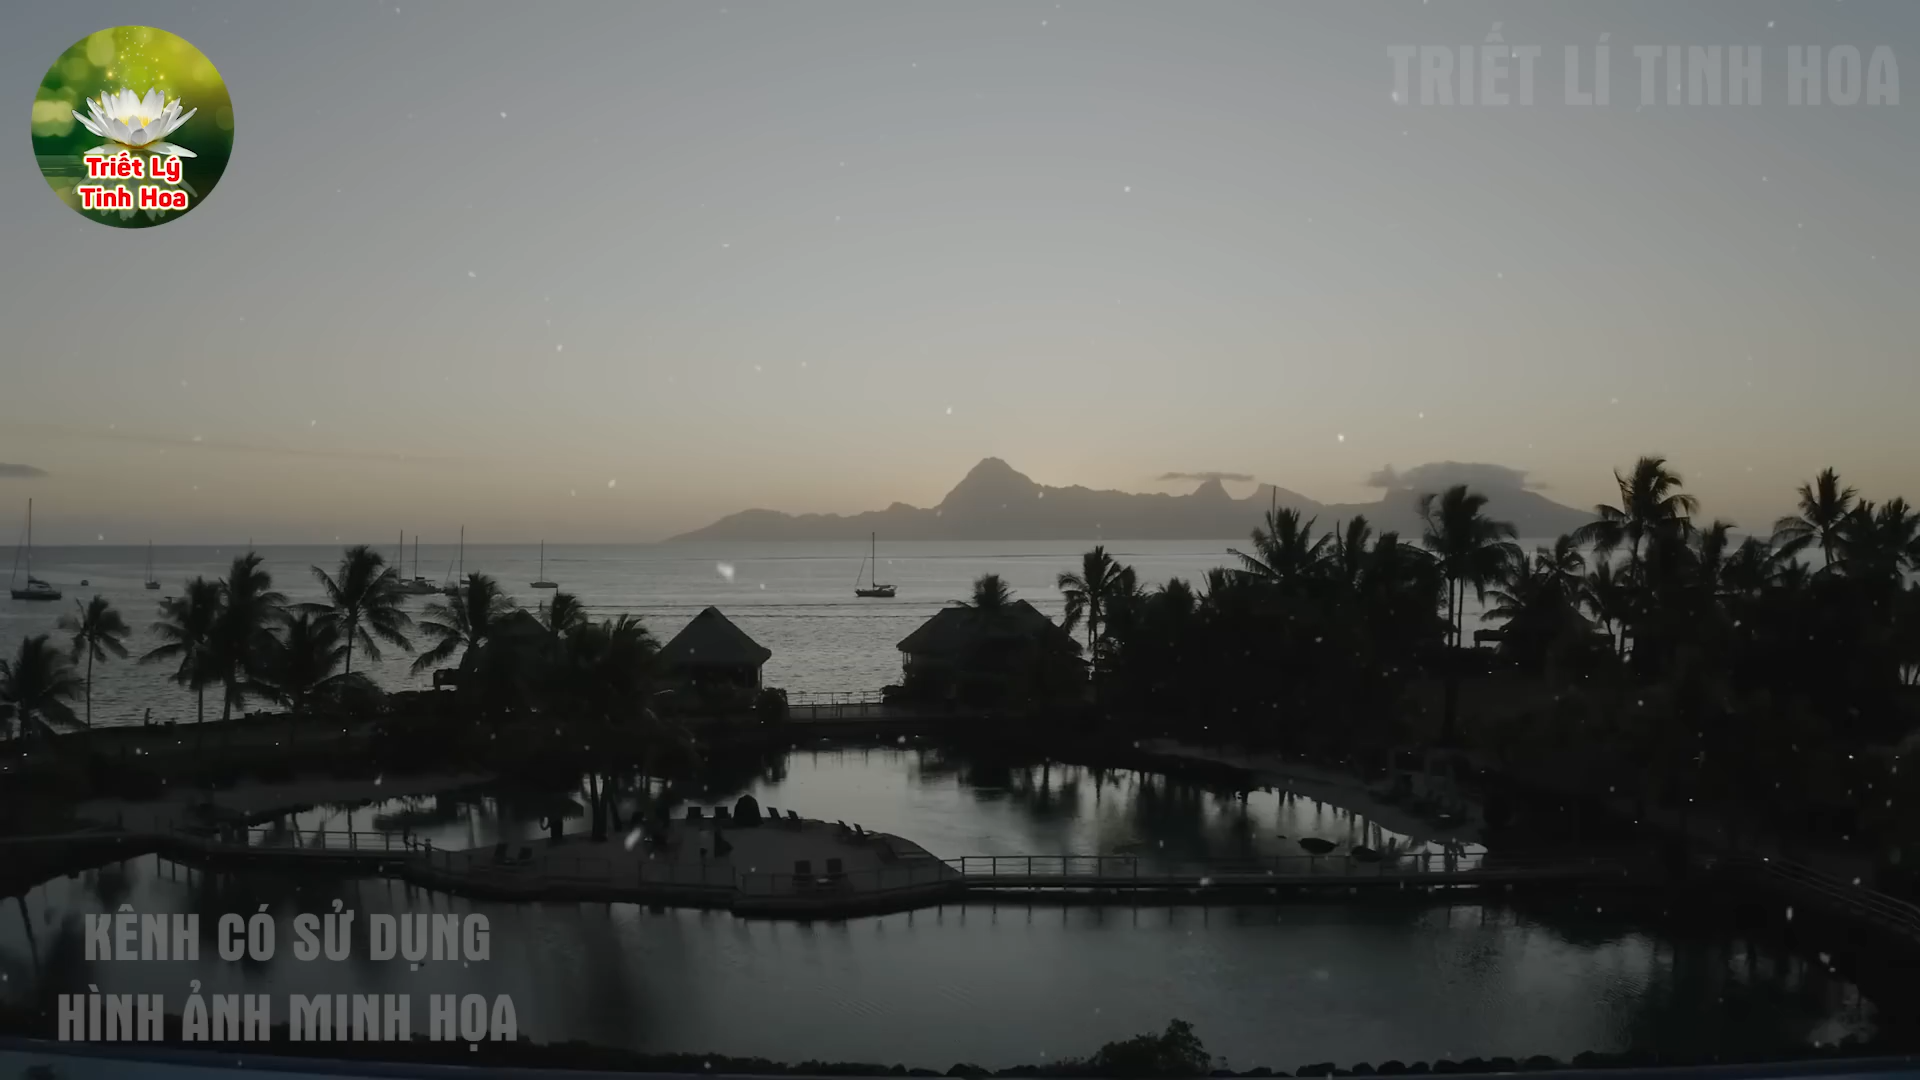 Triết Lý
Tinh Hoa
TRIẾT LÍ TINH HOA
KÊNH CÓ SỬ DỤNG
HÌNH ẢNH MINH HỌA